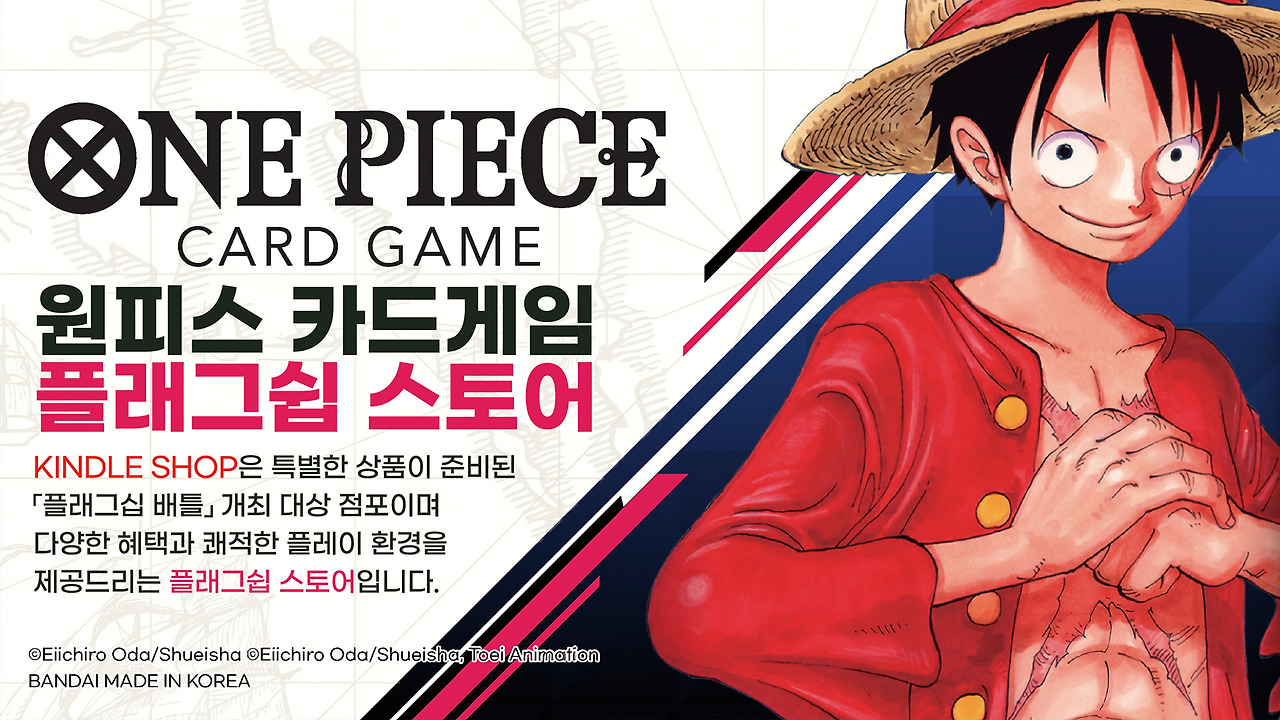 ONE PIECE
CARD GAME
원피스 카드게임
플래그쉽 스토어
KINDLE SHOP은 특별한 상품이 준비된
「플래그십 배틀」 개최 대상 점포이며
다양한 혜택과 쾌적한 플레이 환경을
제공드리는 플래그쉽 스토어입니다.
©Eiichiro Oda/Shueisha ©Eiichiro Oda/Shueisha, Toei Animation
BANDAI MADE IN KOREA